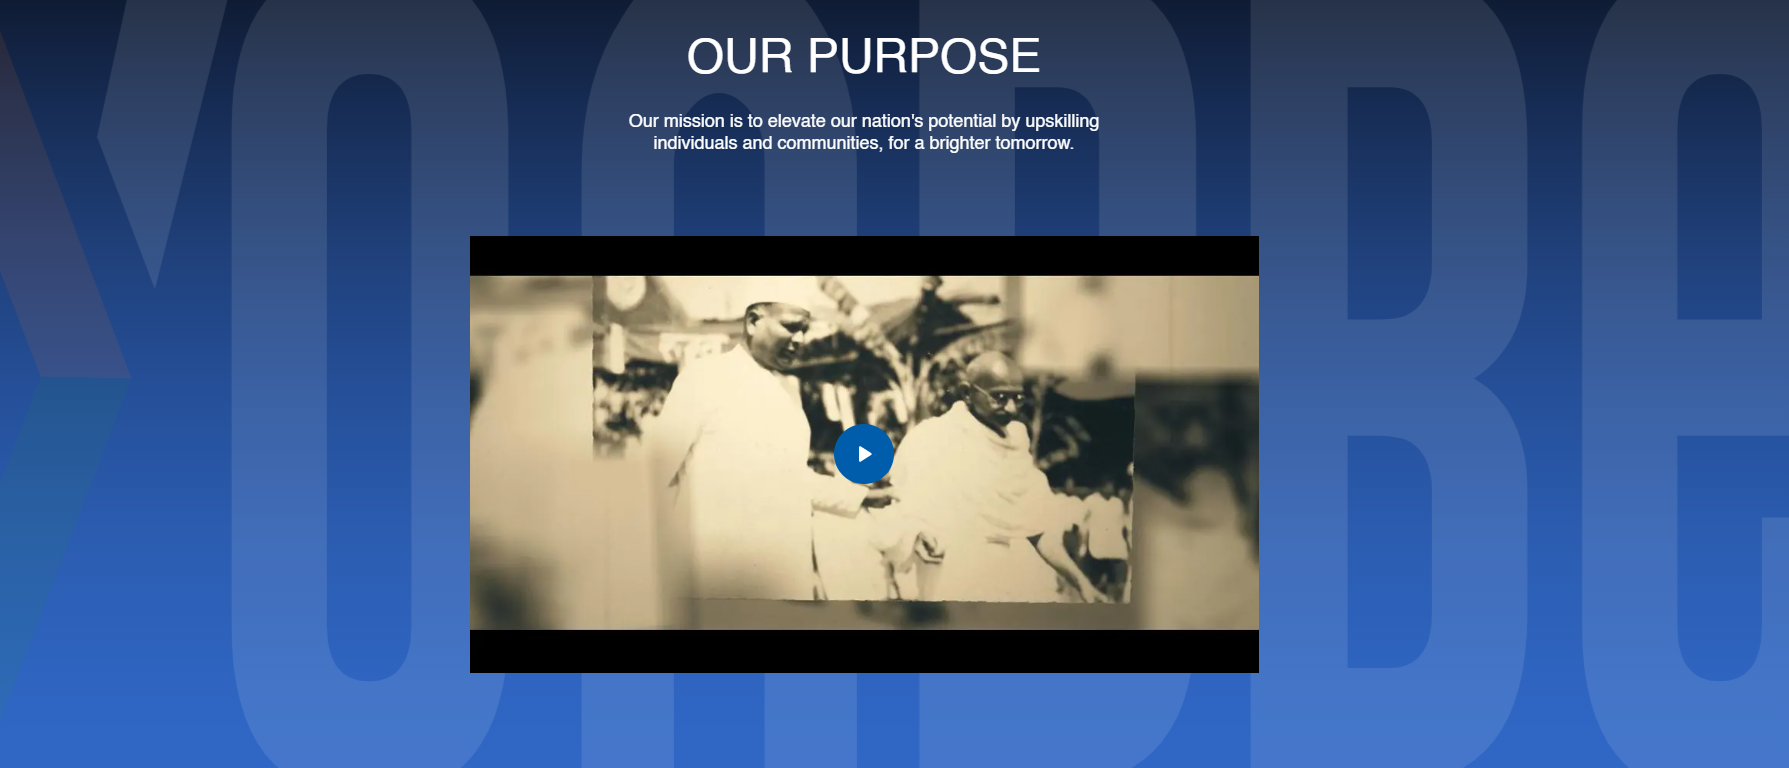 OUR PURPOSE
Our mission is to elevate our nation's potential by upskilling
individuals and communities, for a brighter tomorrow.